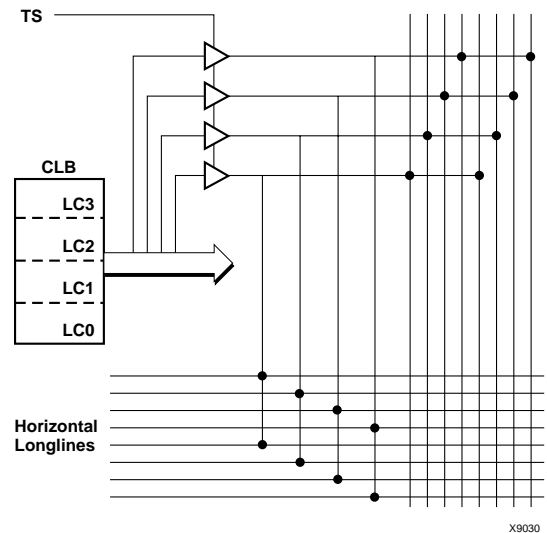 TS
CLB
LC3
LC2
LC1
LC0
Horizontal
Longlines
X9030